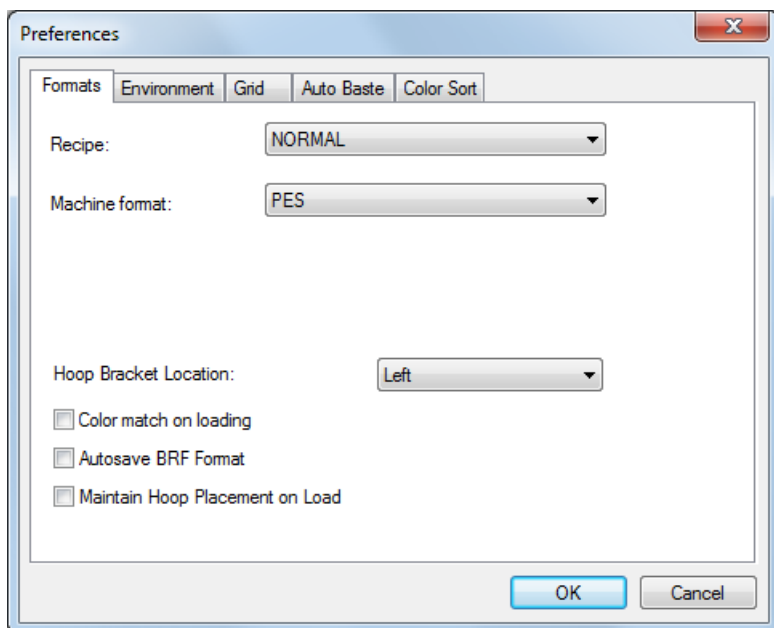 Preferences
Formats Environment Grid Auto Baste Color Sort
Recipe: NORMAL
Machine format: PES
Hoop Bracket Location: Left
Color match on loading
Autosave BRF Format
Maintain Hoop Placement on Load
OK Cancel